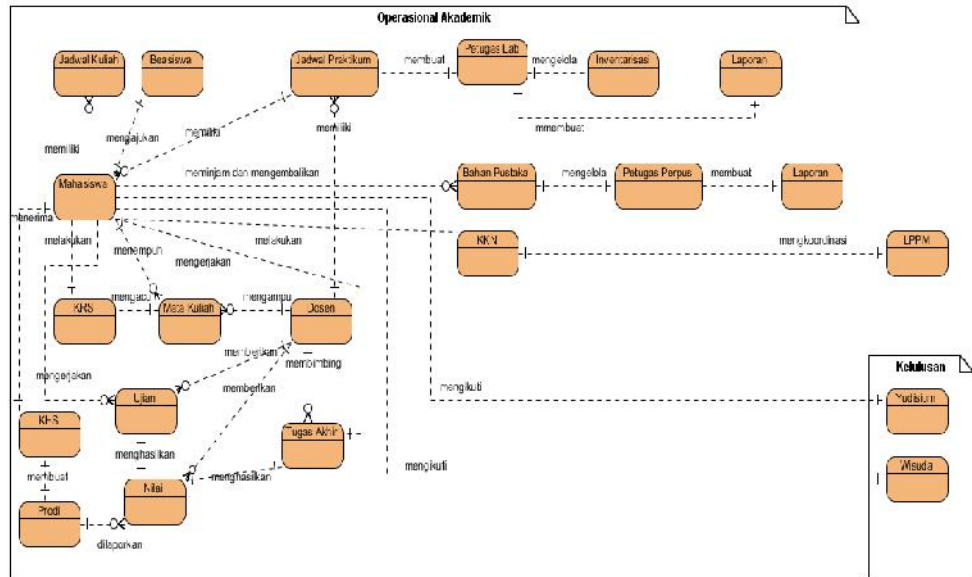 Operasional Akademik
Jadwal Kuliah
Beasiswa
Jadwal Praktikum
membuat
Petugas Lab
mengelola
Inventarisasi
Laporan
mmembuat
memiliki
mengajukan
memiliki
memiliki
Mahasiswa
meminjam dan mengembalikan
Bahan Pustaka
mengelola
Petugas Perpus
membuat
Laporan
menerima
melakukan
menempuh
melakukan
mengerjakan
KKN
mengkoordinasi
LPPM
KRS
mengacu
Mata Kuliah
mengampu
Dosen
memberikan
membimbing
mengerjakan
memberikan
mengikuti
Kelulusan
Ujian
Yudisium
KHS
Tugas Akhir
menghasilkan
mengikuti
Wisuda
membuat
menghasilkan
Nilai
Prodi
dilaporkan